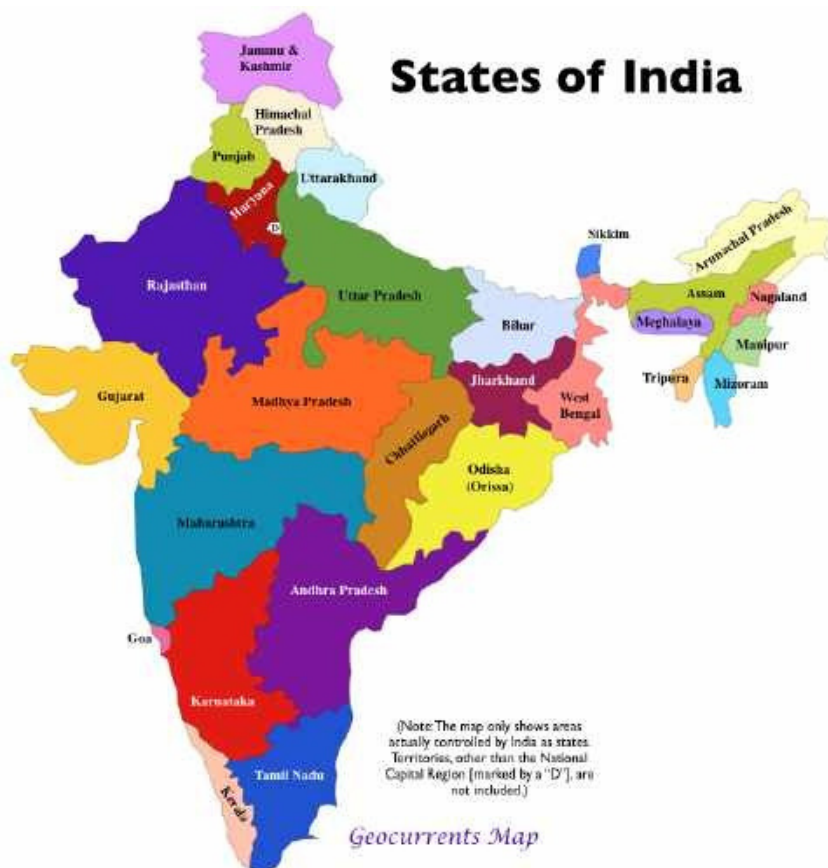 States of India
Jammu &
Kashmir
Himachal
Pradesh
Punjab
Uttarakhand
Haryana
D
Rajasthan
Uttar Pradesh
Sikkim
Arunachal Pradesh
Assam
Nagaland
Meghalaya
Manipur
Bihar
Tripura
Mizoram
Jharkhand
West
Bengal
Gujarat
Madhya Pradesh
Chhattisgarh
Odisha
(Orissa)
Maharashtra
Andhra Pradesh
Goa
Karnataka
Tamil Nadu
Kerala
(Note: The map only shows areas
actually controlled by India as states.
Territories, other than the National
Capital Region [marked by a "D"], are
not included.)
Geocurrents Map